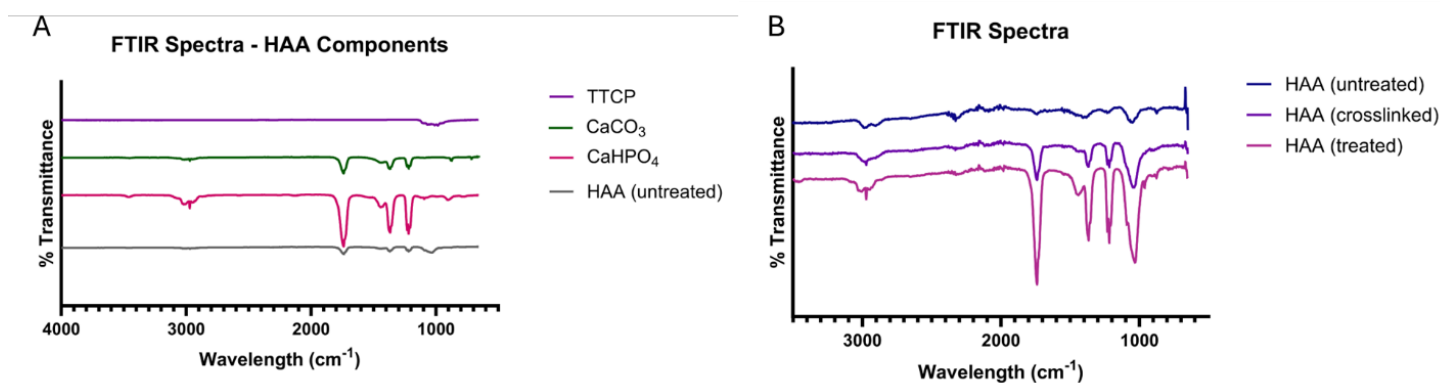 A
FTIR Spectra - HAA Components
% Transmittance
4000
3000
2000
1000
Wavelength (cm⁻¹)
TTCP
CaCO₃
CaHPO₄
HAA (untreated)
B
FTIR Spectra
% Transmittance
3000
2000
1000
Wavelength (cm⁻¹)
HAA (untreated)
HAA (crosslinked)
HAA (treated)